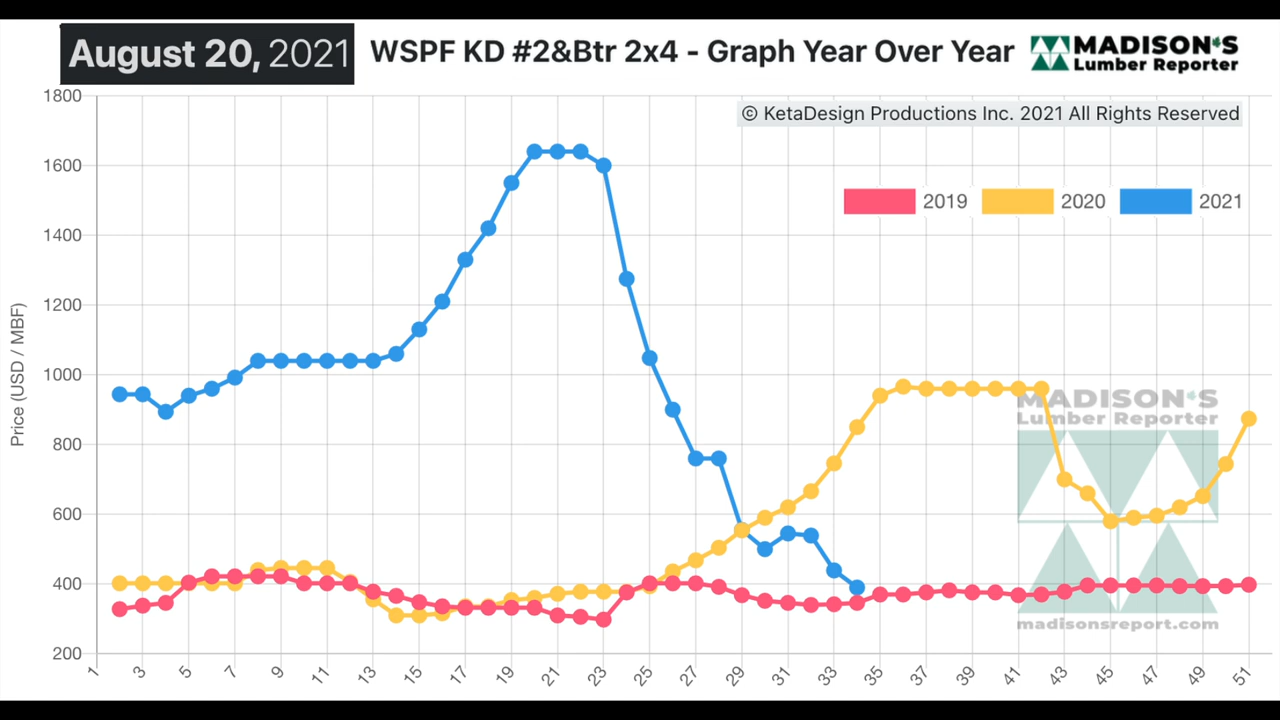 August 20, 2021 WSPF KD #2&Btr 2x4 - Graph Year Over Year MADISON'S
Lumber Reporter
1800
© KetaDesign Productions Inc. 2021 All Rights Reserved
1600
2019 2020 2021
1400
1200
1000
800
600
400
200
Price (USD / MBF)
MADISON'S
Lumber Reporter
madisonsreport.com
1 3 5 7 9 11 13 15 17 19 21 23 25 27 29 31 33 35 37 39 41 43 45 47 49 51